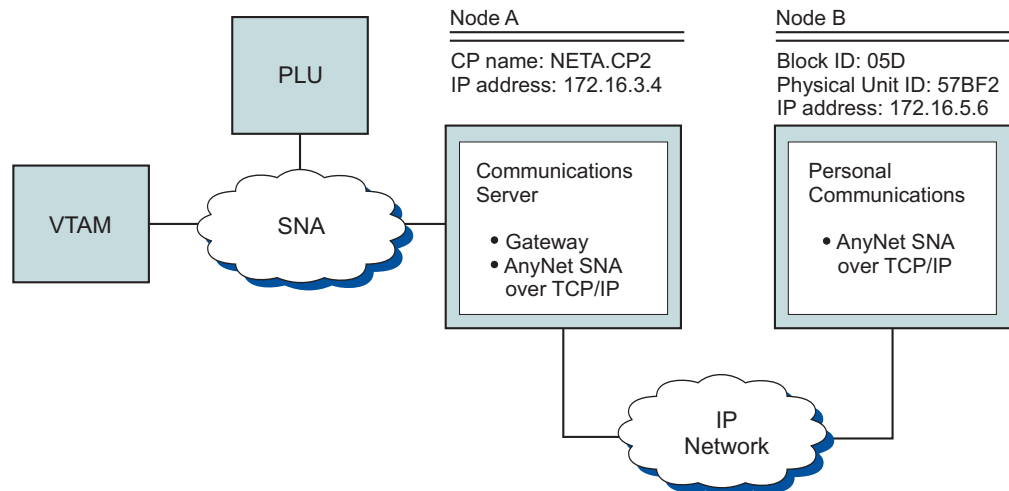 PLU
VTAM
SNA
Node A
CP name: NETA.CP2
IP address: 172.16.3.4
Communications
Server
• Gateway
• AnyNet SNA
over TCP/IP
Node B
Block ID: 05D
Physical Unit ID: 57BF2
IP address: 172.16.5.6
Personal
Communications
• AnyNet SNA
over TCP/IP
IP
Network